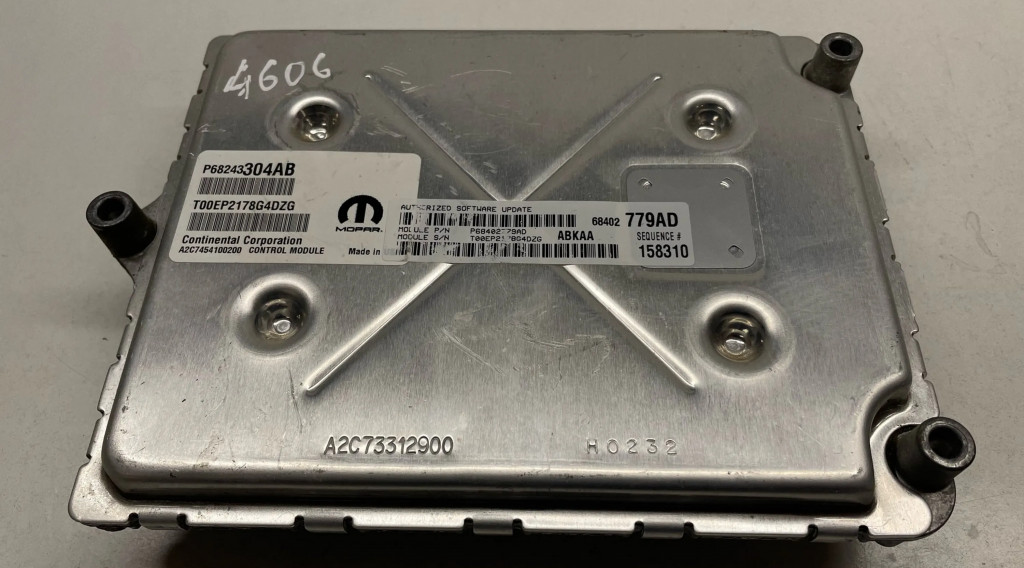 4606
P68243304AB
T00EP2178G4DZG
Continental Corporation
A2C7454100200 CONTROL MODULE
MOPAR.
Made in
AUTHORIZED SOFTWARE UPDATE
MODULE P/N P68402779AD
MODULE S/N T00EP2178G4DZG ABKAA
68402 779AD
SEQUENCE #
158310
A2C73312900
H0232